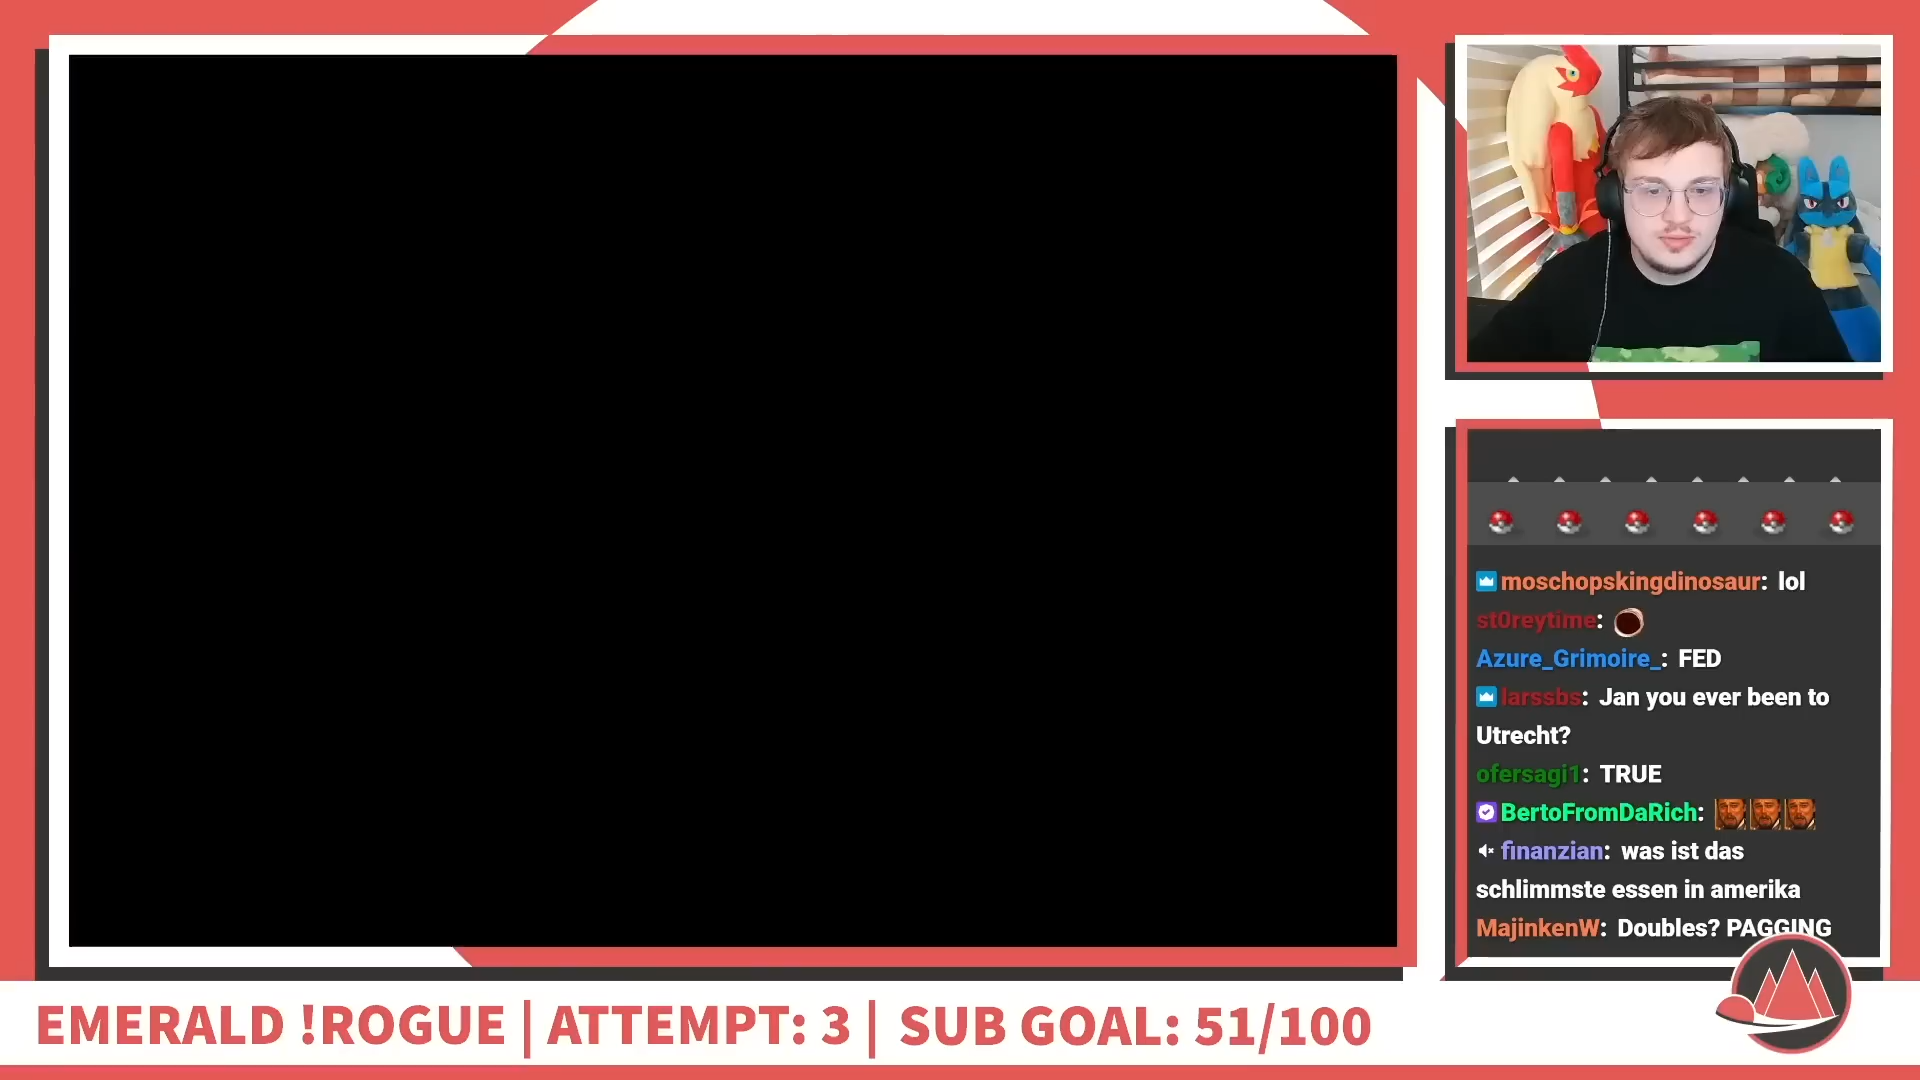 moschopskingdinosaur: lol
st0reytime:
Azure_Grimoire_: FED
larssbs: Jan you ever been to
Utrecht?
ofersagi1: TRUE
BertoFromDaRich:
finanzian: was ist das
schlimmste essen in amerika
MajinkenW: Doubles? PAGGING
EMERALD !ROGUE | ATTEMPT: 3 | SUB GOAL: 51/100